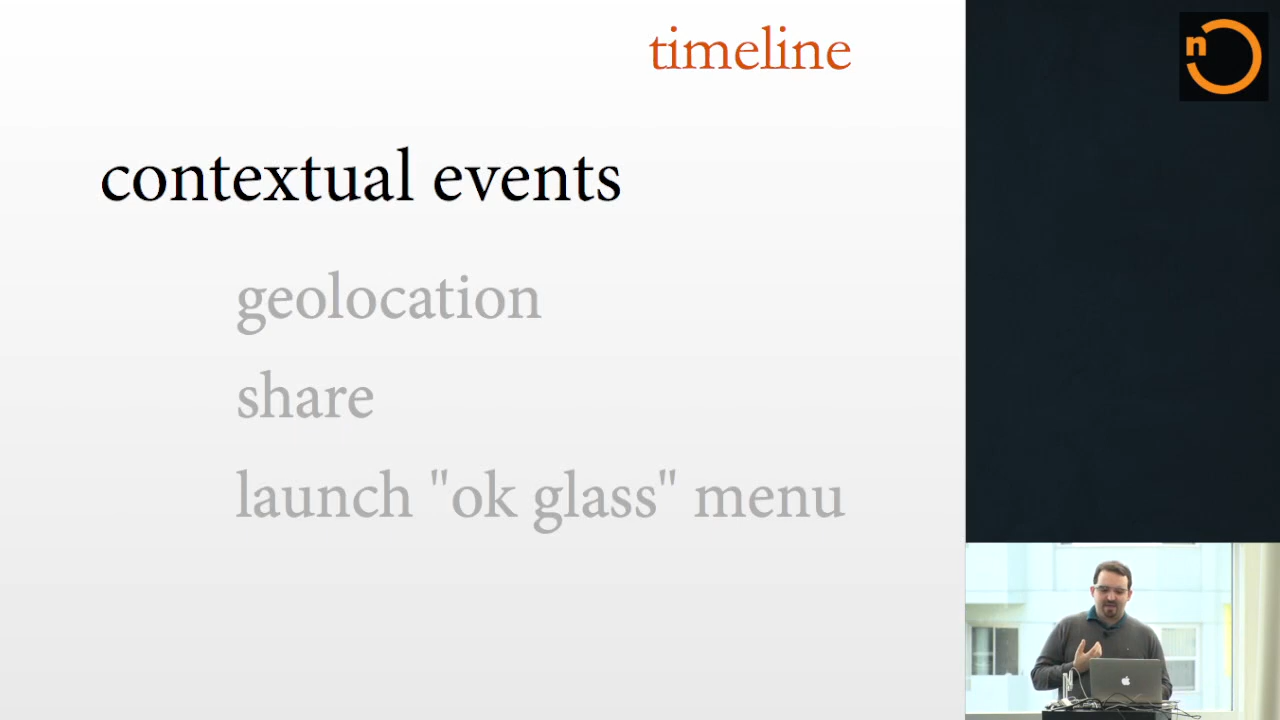 timeline
n
contextual events
geolocation
share
launch "ok glass" menu